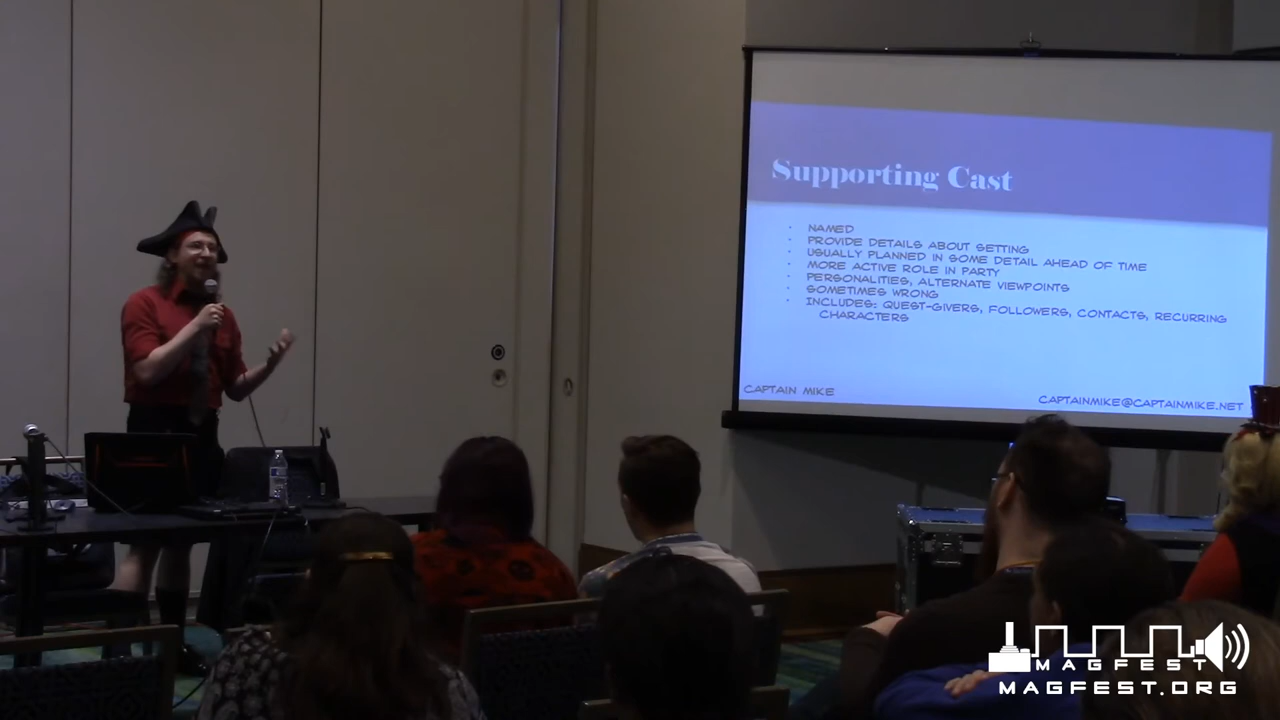 Supporting Cast
· NAMED
· PROVIDE DETAILS ABOUT SETTING
· USUALLY PLANNED IN SOME DETAIL AHEAD OF TIME
· MORE ACTIVE ROLE IN PARTY
· PERSONALITIES, ALTERNATE VIEWPOINTS
· SOMETIMES WRONG
· INCLUDES: QUEST-GIVERS, FOLLOWERS, CONTACTS, RECURRING
CHARACTERS
CAPTAIN MIKE
CAPTAINMIKE@CAPTAINMIKE.NET
MAGFEST
MAGFEST.ORG